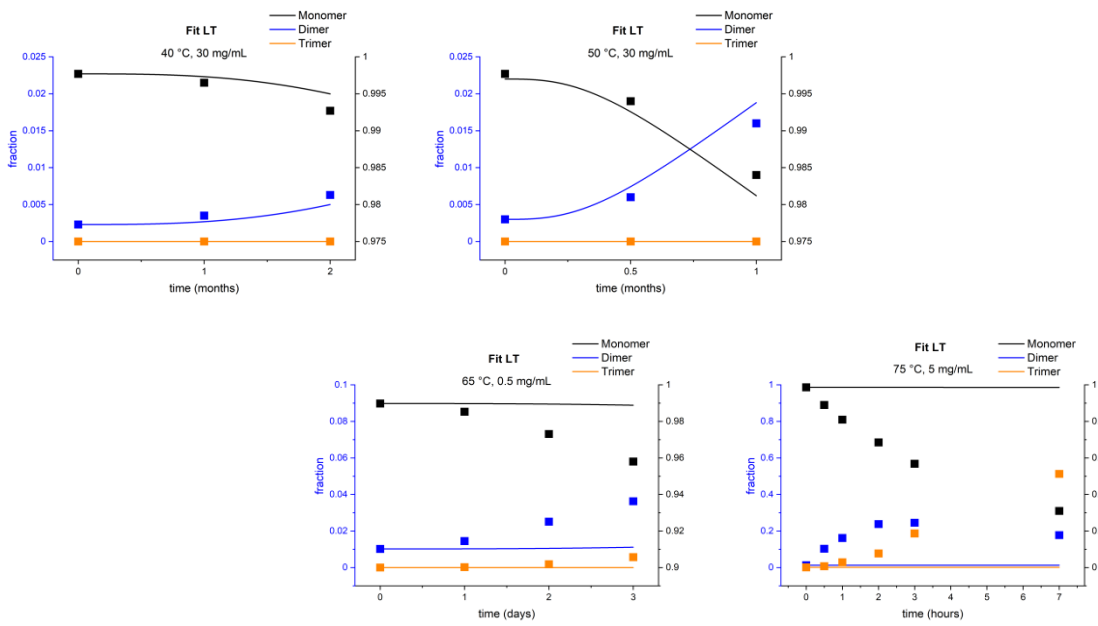 Fit LT
40 °C, 30 mg/mL
Monomer
Dimer
Trimer
0.025
0.02
0.015
0.01
0.005
0
fraction
1
0.995
0.99
0.985
0.98
0.975
0
1
2
time (months)
Fit LT
50 °C, 30 mg/mL
Monomer
Dimer
Trimer
0.025
0.02
0.015
0.01
0.005
0
fraction
1
0.995
0.99
0.985
0.98
0.975
0
0.5
1
time (months)
Fit LT
65 °C, 0.5 mg/mL
Monomer
Dimer
Trimer
0.1
0.08
0.06
0.04
0.02
0
fraction
1
0.98
0.96
0.94
0.92
0.9
0
1
2
3
time (days)
Fit LT
75 °C, 5 mg/mL
Monomer
Dimer
Trimer
1
0.8
0.6
0.4
0.2
0
fraction
1
0
0
0
0
0
0
1
2
3
4
5
6
7
time (hours)